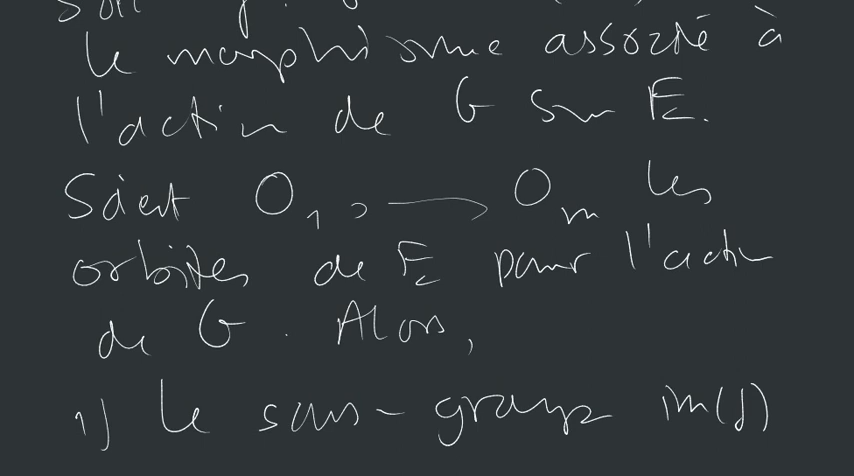 Soit
le morphisme associé à
l'action de G sur E.
Soient O₁, ⟶ Oₘ les
orbites de E pour l'action
de G. Alors,
1) Le sous-groupe im(f)